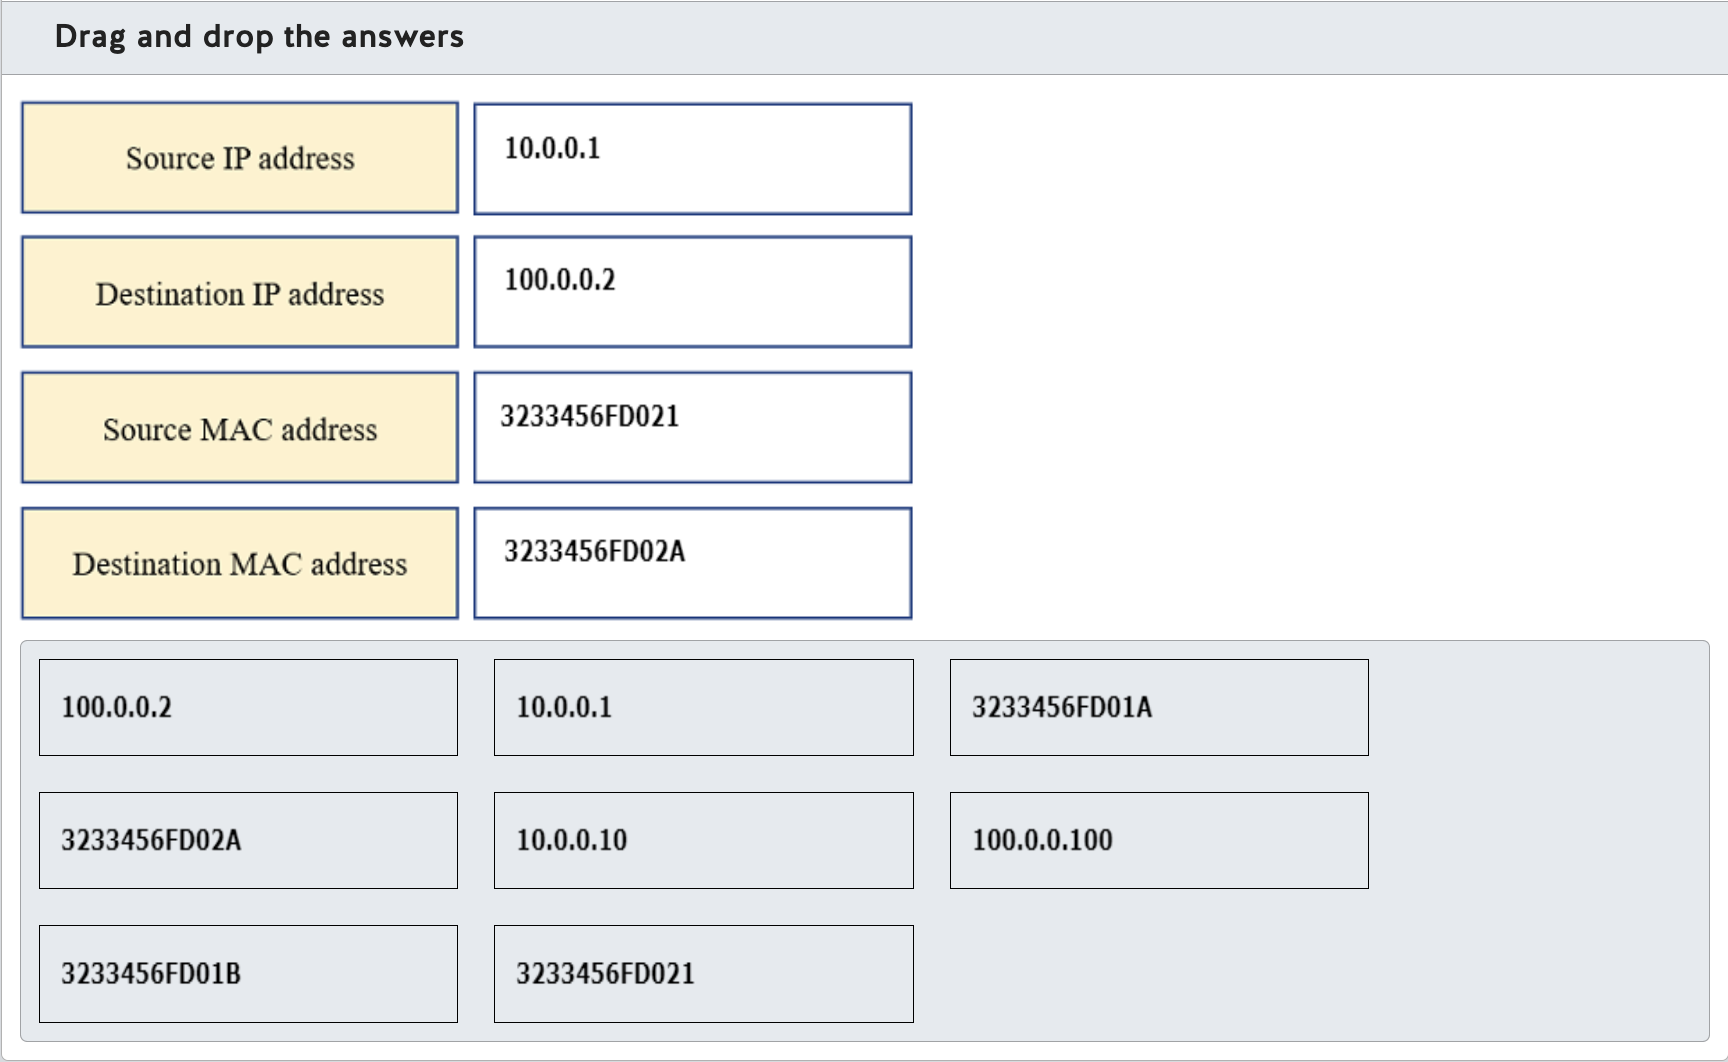 Drag and drop the answers
Source IP address
10.0.0.1
Destination IP address
100.0.0.2
Source MAC address
3233456FD021
Destination MAC address
3233456FD02A
100.0.0.2
10.0.0.1
3233456FD01A
3233456FD02A
10.0.0.10
100.0.0.100
3233456FD01B
3233456FD021